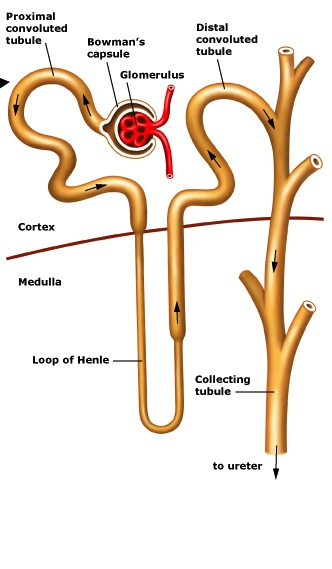 Proximal
convoluted
tubule
Bowman's
capsule
Glomerulus
Distal
convoluted
tubule
Cortex
Medulla
Loop of Henle
Collecting
tubule
to ureter